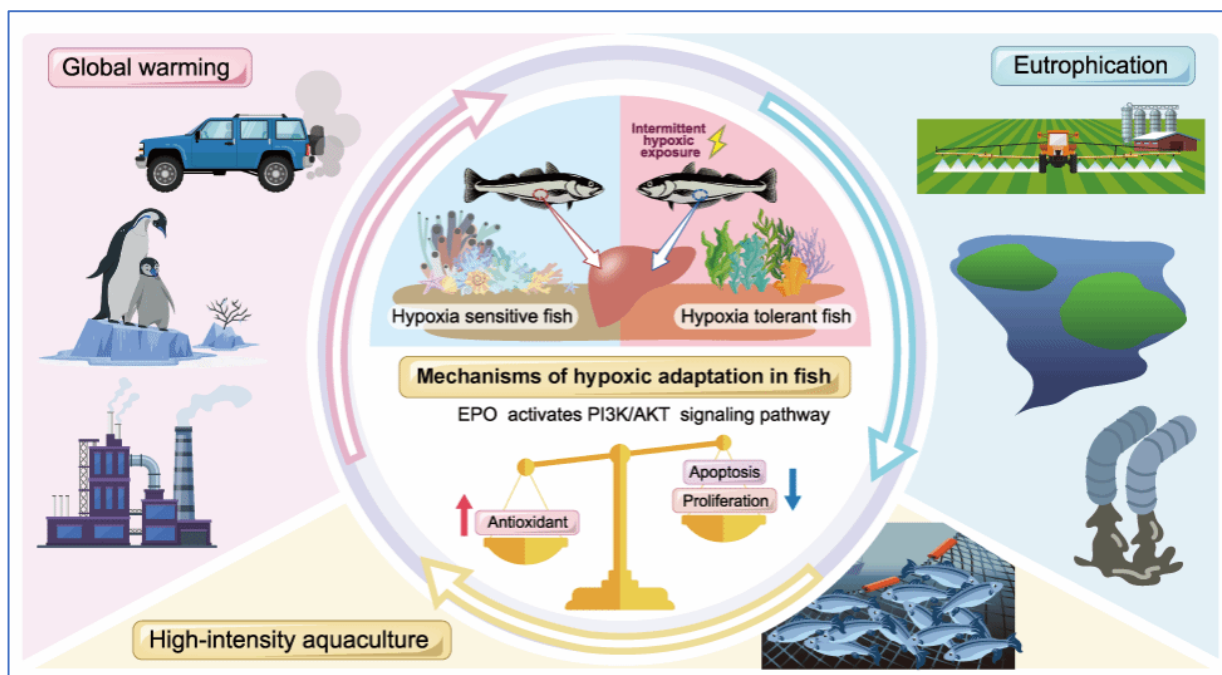 Global warming
Eutrophication
Intermittent
hypoxic
exposure
Hypoxia sensitive fish
Hypoxia tolerant fish
Mechanisms of hypoxic adaptation in fish
EPO activates PI3K/AKT signaling pathway
Apoptosis
Proliferation
Antioxidant
High-intensity aquaculture